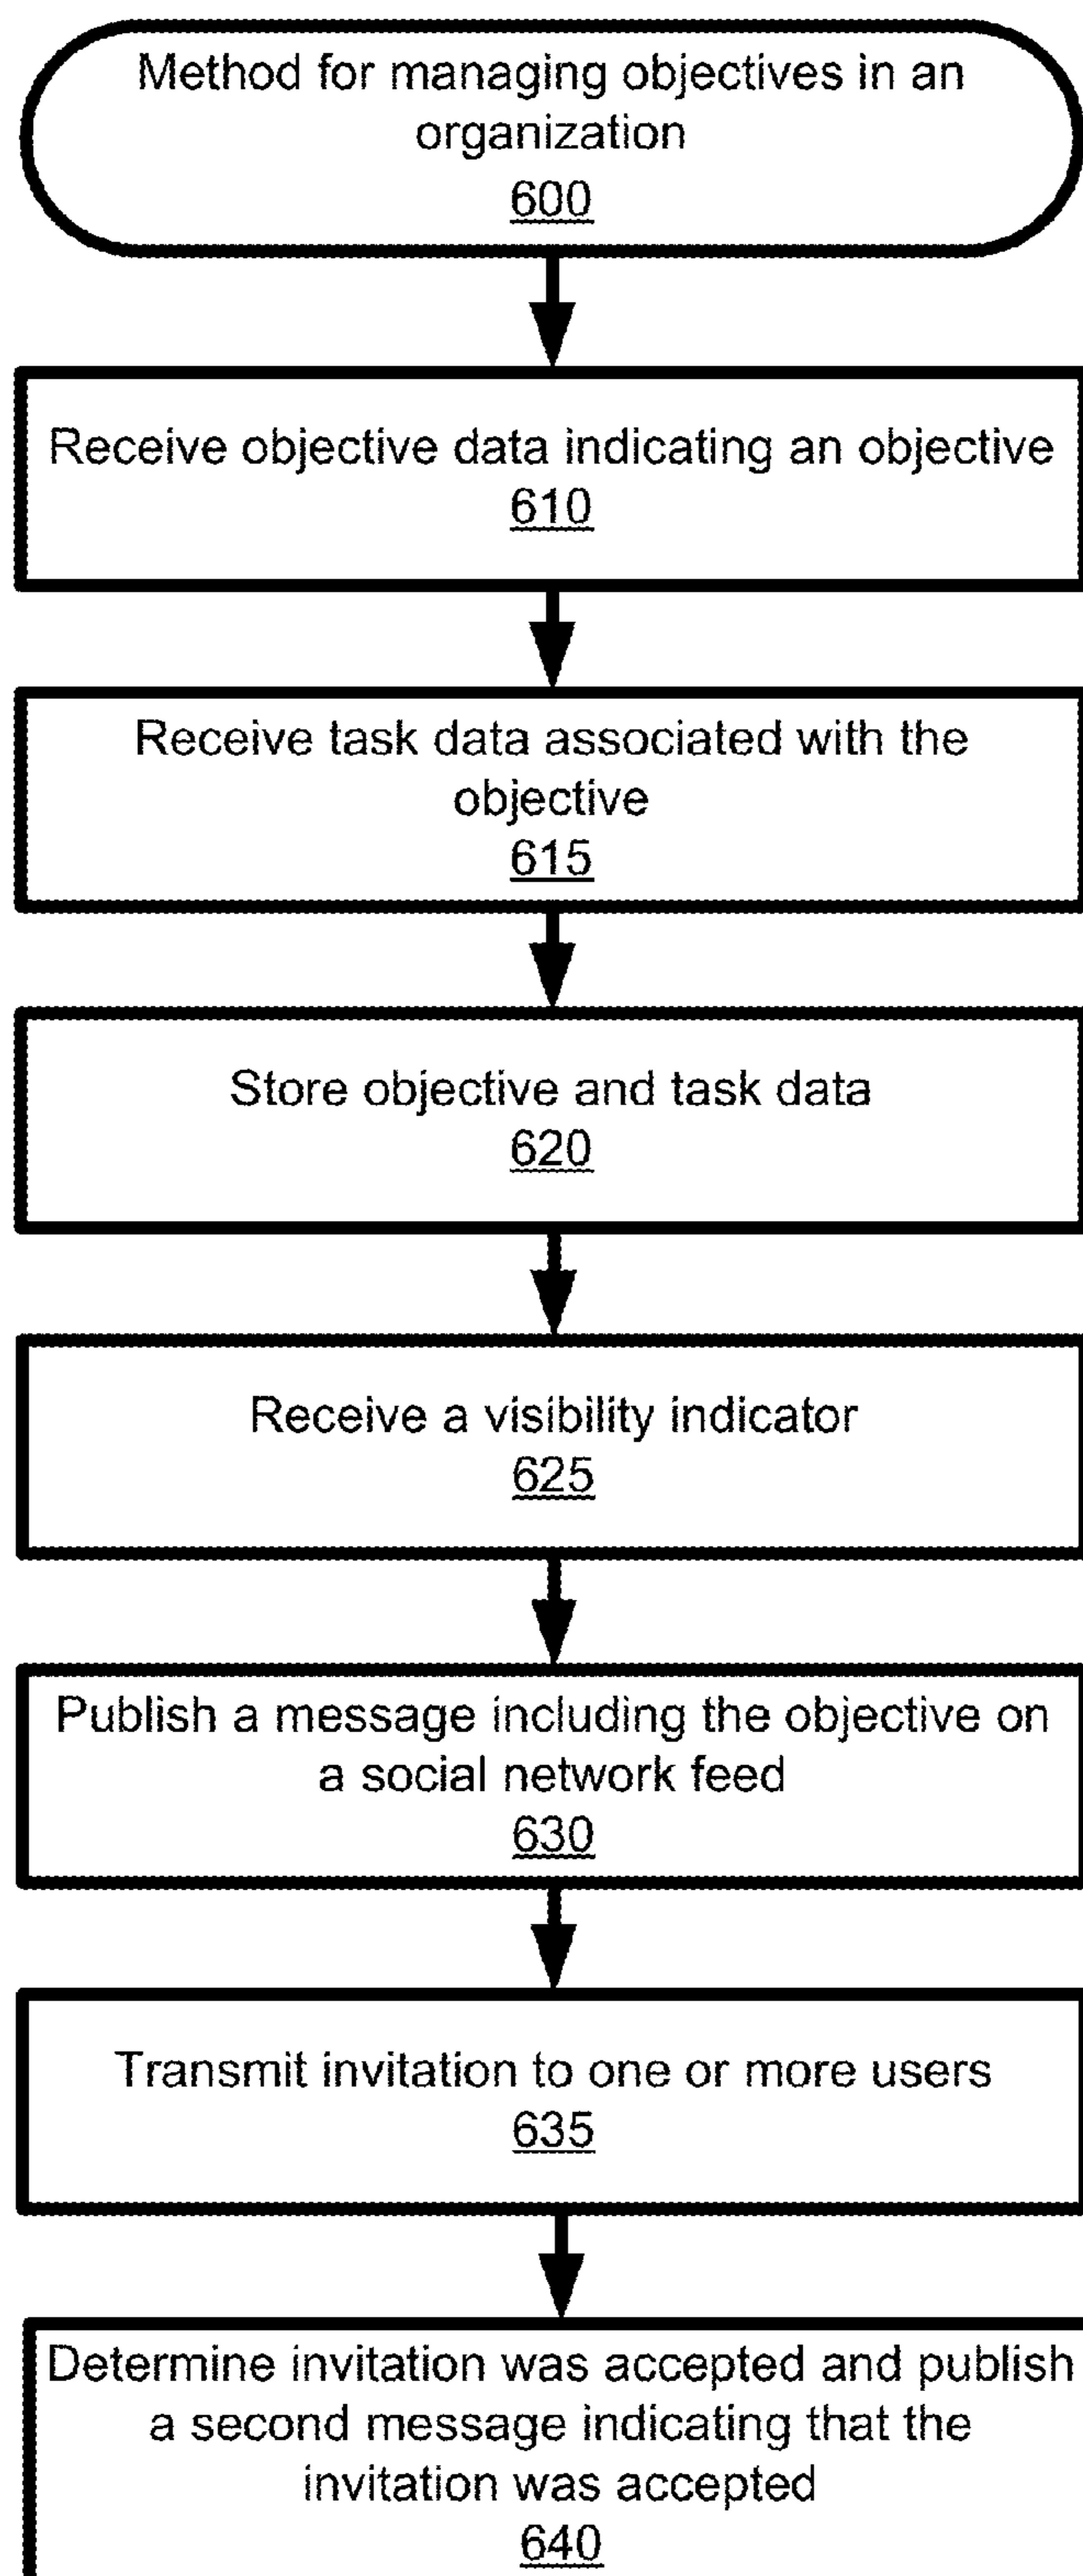 Method for managing objectives in an
organization
600
Receive objective data indicating an objective
610
Receive task data associated with the
objective
615
Store objective and task data
620
Receive a visibility indicator
625
Publish a message including the objective on
a social network feed
630
Transmit invitation to one or more users
635
Determine invitation was accepted and publish
a second message indicating that the
invitation was accepted
640